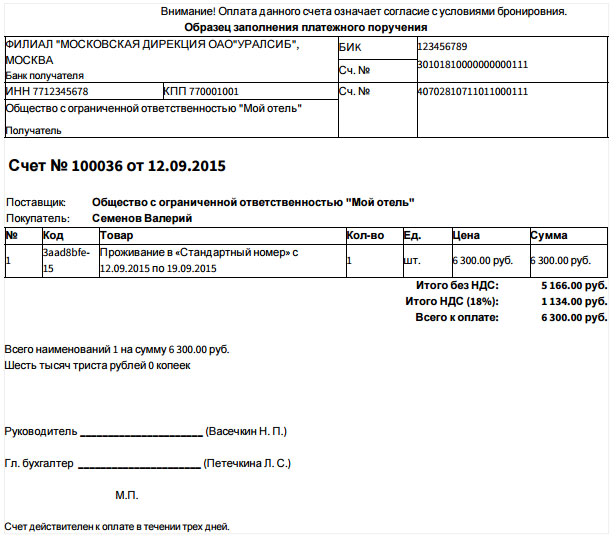 Внимание! Оплата данного счета означает согласие с условиями бронировния.
Образец заполнения платежного поручения
ФИЛИАЛ "МОСКОВСКАЯ ДИРЕКЦИЯ ОАО"УРАЛСИБ", МОСКВА
Банк получателя
БИК 123456789
Сч. № 30101810000000000111
ИНН 7712345678 КПП 770001001
Сч. № 40702810711011000111
Общество с ограниченной ответственностью "Мой отель"
Получатель
Счет № 100036 от 12.09.2015
Поставщик: Общество с ограниченной ответственностью "Мой отель"
Покупатель: Семенов Валерий
№ Код Товар Кол-во Ед. Цена Сумма
1 3aad8bfe-15 Проживание в «Стандартный номер» с 12.09.2015 по 19.09.2015 1 шт. 6 300.00 руб. 6 300.00 руб.
Итого без НДС: 5 166.00 руб.
Итого НДС (18%): 1 134.00 руб.
Всего к оплате: 6 300.00 руб.
Всего наименований 1 на сумму 6 300.00 руб.
Шесть тысяч триста рублей 0 копеек
Руководитель ______________________ (Васечкин Н. П.)
Гл. бухгалтер ______________________ (Петечкина Л. С.)
М.П.
Счет действителен к оплате в течении трех дней.